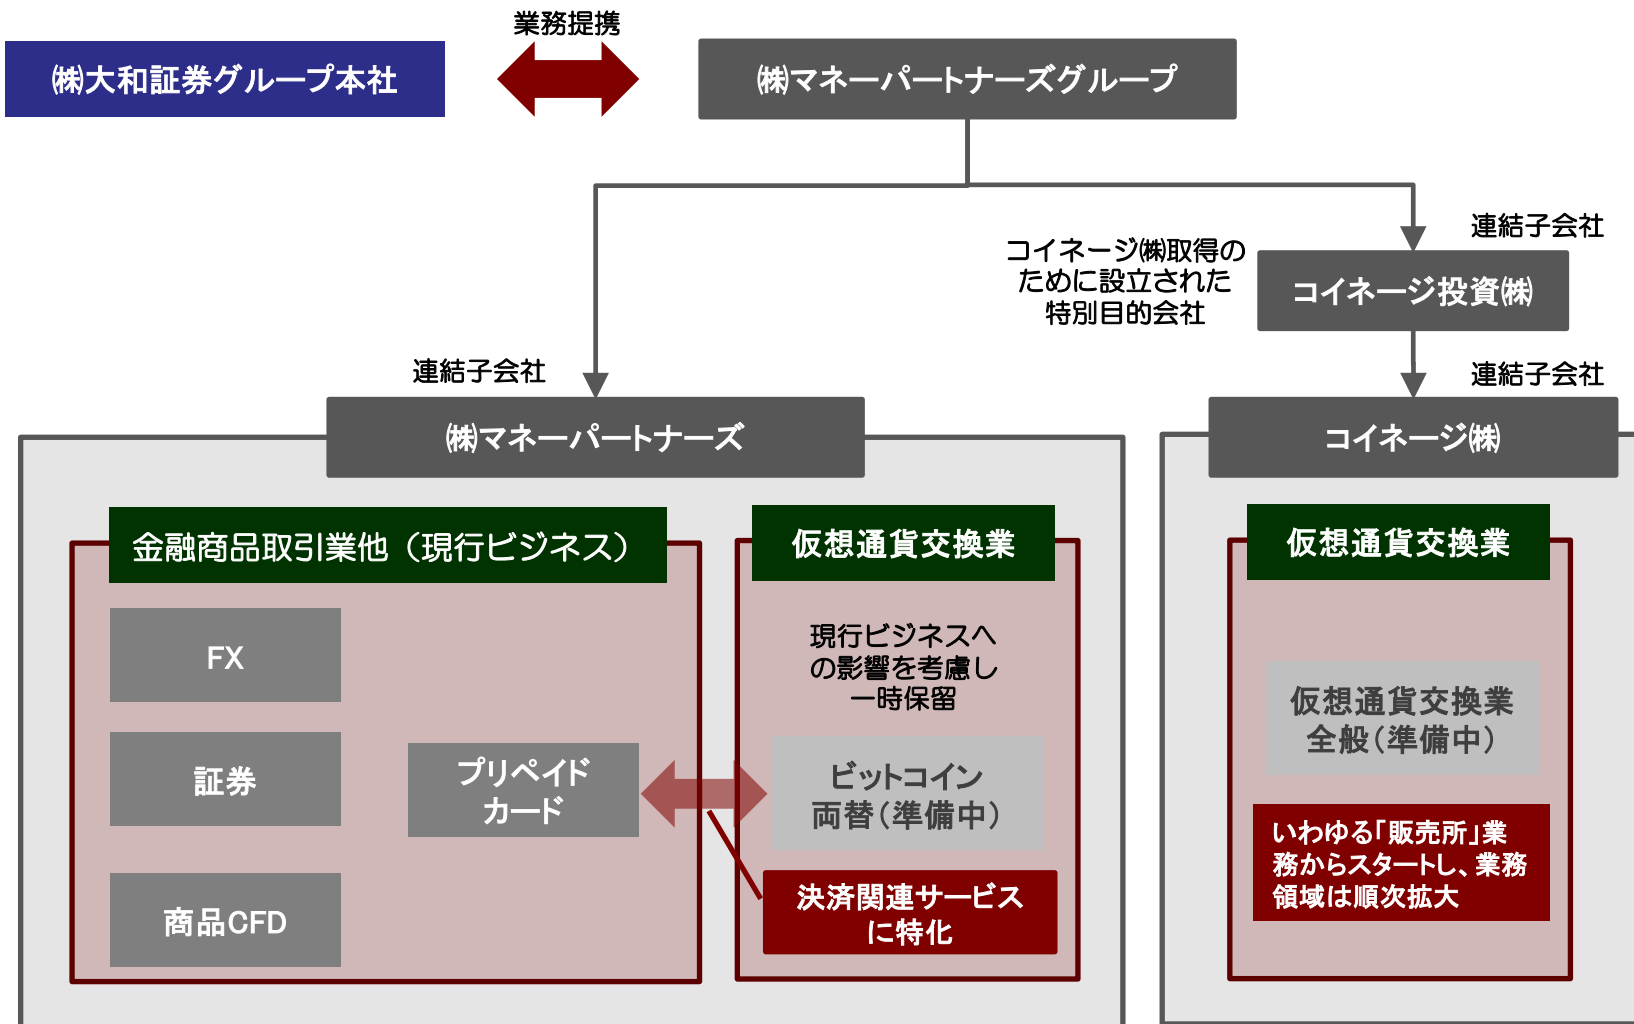 業務提携
㈱大和証券グループ本社
㈱マネーパートナーズグループ
連結子会社
コイネージ㈱取得の
ために設立された
特別目的会社
コイネージ投資㈱
連結子会社
連結子会社
㈱マネーパートナーズ
コイネージ㈱
金融商品取引業他（現行ビジネス）
仮想通貨交換業
仮想通貨交換業
FX
証券
商品CFD
プリペイド
カード
現行ビジネスへ
の影響を考慮し
一時保留
ビットコイン
両替（準備中）
決済関連サービス
に特化
仮想通貨交換業
全般（準備中）
いわゆる「販売所」業
務からスタートし、業務
領域は順次拡大